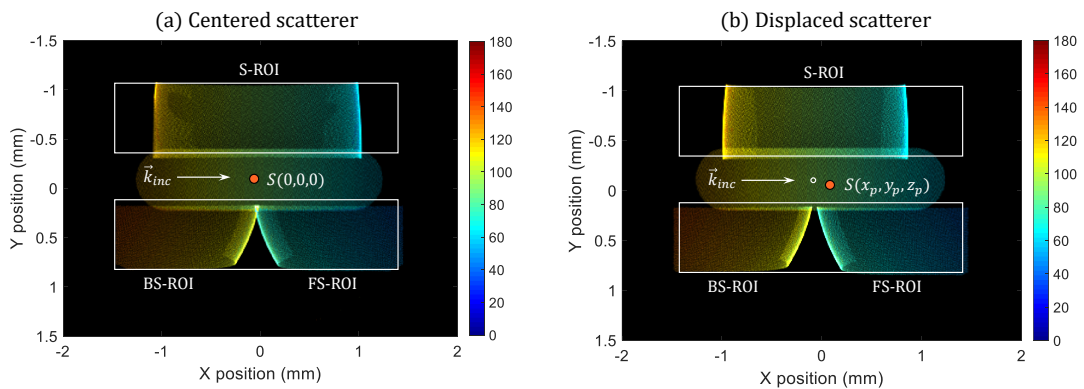 (a) Centered scatterer
(b) Displaced scatterer
-1.5
-1
-0.5
0
0.5
1
1.5
-2
-1
0
1
2
Y position (mm)
X position (mm)
S-ROI
k⃗inc
S(0,0,0)
BS-ROI
FS-ROI
180
160
140
120
100
80
60
40
20
0
-1.5
-1
-0.5
0
0.5
1
1.5
-2
-1
0
1
2
Y position (mm)
X position (mm)
S-ROI
k⃗inc
S(xp, yp, zp)
BS-ROI
FS-ROI
180
160
140
120
100
80
60
40
20
0